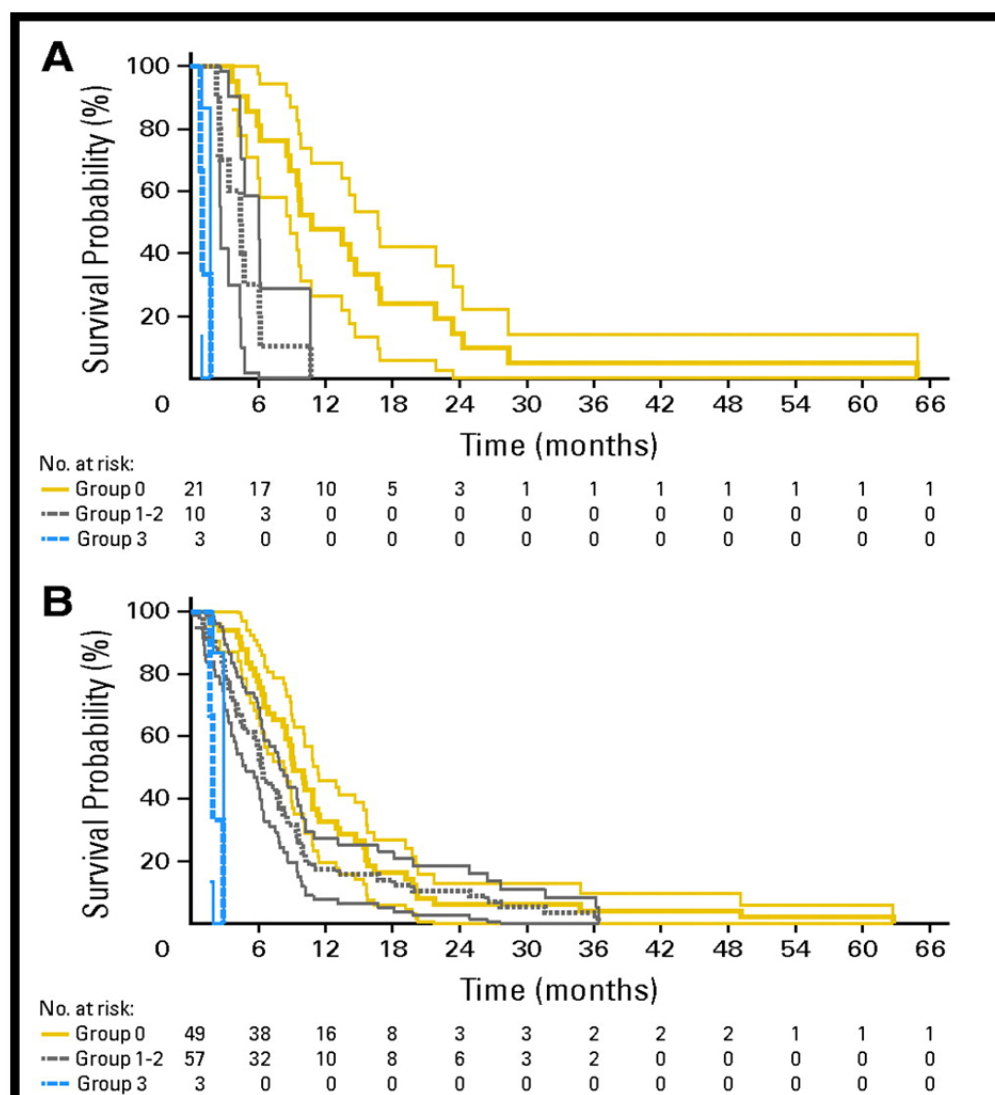 A
Survival Probability (%)
100
80
60
40
20
0 6 12 18 24 30 36 42 48 54 60 66
Time (months)
No. at risk:
Group 0 21 17 10 5 3 1 1 1 1 1 1 1
Group 1-2 10 3 0 0 0 0 0 0 0 0 0 0
Group 3 3 0 0 0 0 0 0 0 0 0 0 0
B
Survival Probability (%)
100
80
60
40
20
0 6 12 18 24 30 36 42 48 54 60 66
Time (months)
No. at risk:
Group 0 49 38 16 8 3 3 2 2 2 1 1 1
Group 1-2 57 32 10 8 6 3 2 0 0 0 0 0
Group 3 3 0 0 0 0 0 0 0 0 0 0 0